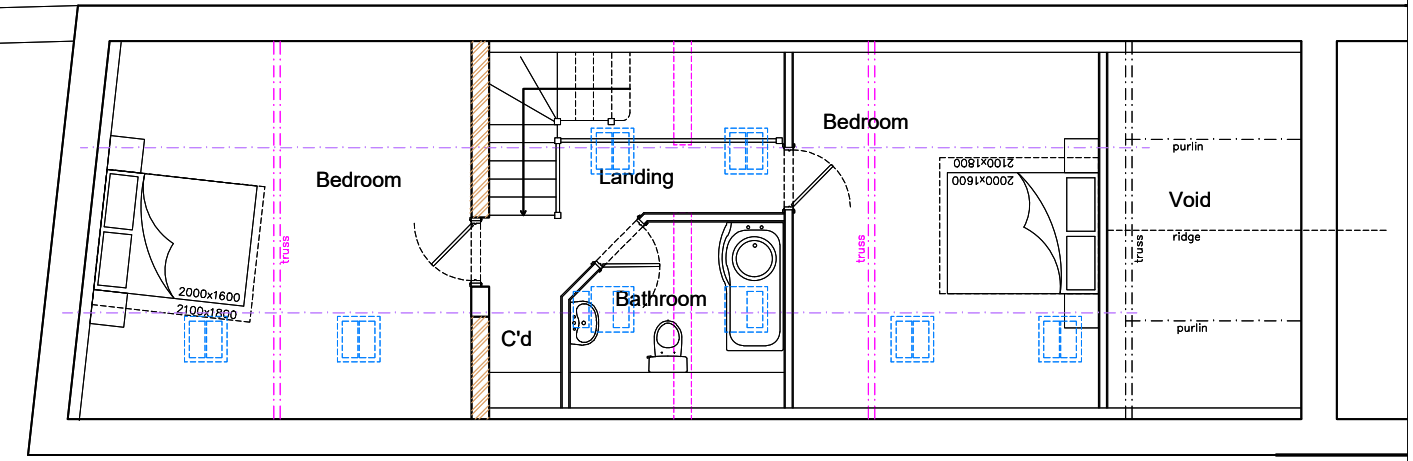 Bedroom
truss
2000x1600
2100x1800
C'd
Landing
Bathroom
Bedroom
truss
2100x1800
2000x1600
purlin
Void
ridge
truss
purlin